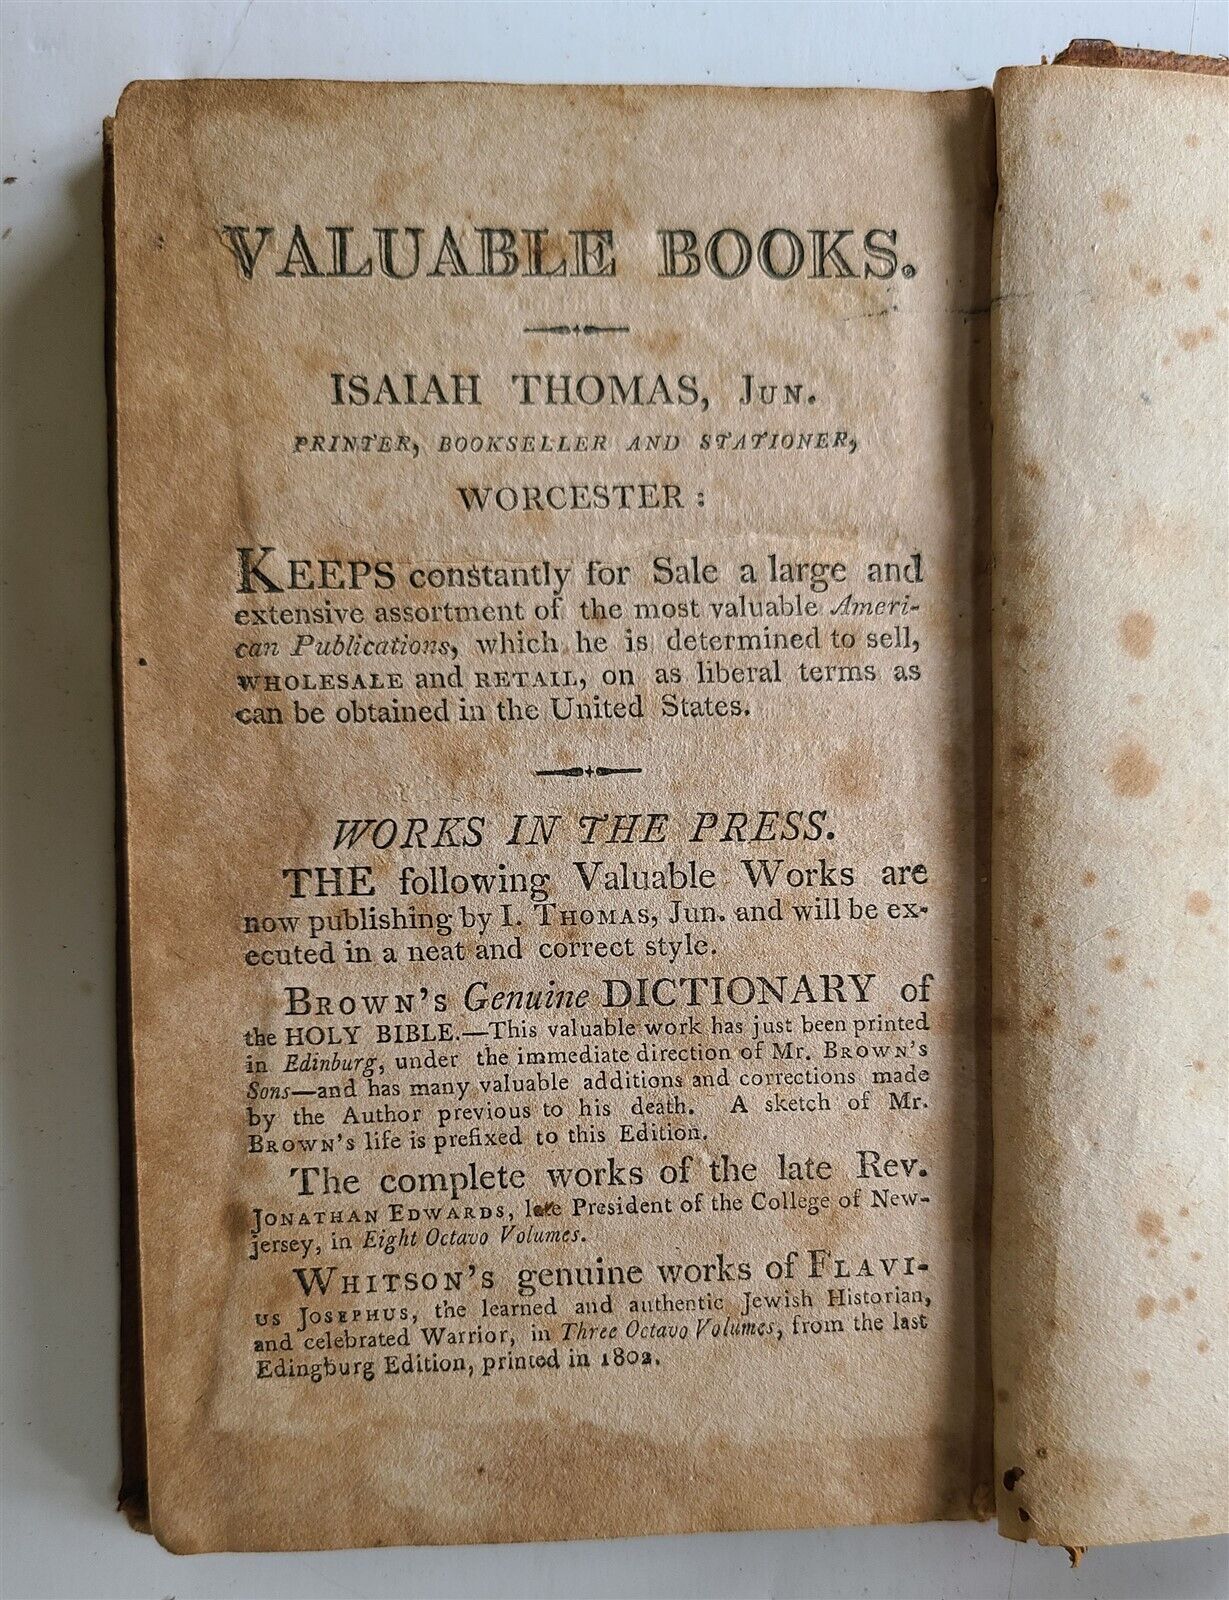 VALUABLE BOOKS.
ISAIAH THOMAS, JUN.
PRINTER, BOOKSELLER AND STATIONER,
WORCESTER:
KEEPS constantly for Sale a large and
extensive assortment of the most valuable Ameri-
can Publications, which he is determined to sell,
WHOLESALE and RETAIL, on as liberal terms as
can be obtained in the United States.
WORKS IN THE PRESS.
THE following Valuable Works are
now publishing by I. THOMAS, Jun. and will be ex-
ecuted in a neat and correct style.
BROWN'S Genuine DICTIONARY of
the HOLY BIBLE.—This valuable work has just been printed
in Edinburg, under the immediate direction of Mr. BROWN'S
Sons—and has many valuable additions and corrections made
by the Author previous to his death. A sketch of Mr.
BROWN'S life is prefixed to this Edition.
The complete works of the late Rev.
JONATHAN EDWARDS, late President of the College of New-
jersey, in Eight Octavo Volumes.
WHITSON'S genuine works of FLAVI-
US JOSEPHUS, the learned and authentic Jewish Historian,
and celebrated Warrior, in Three Octavo Volumes, from the last
Edingburg Edition, printed in 1802.